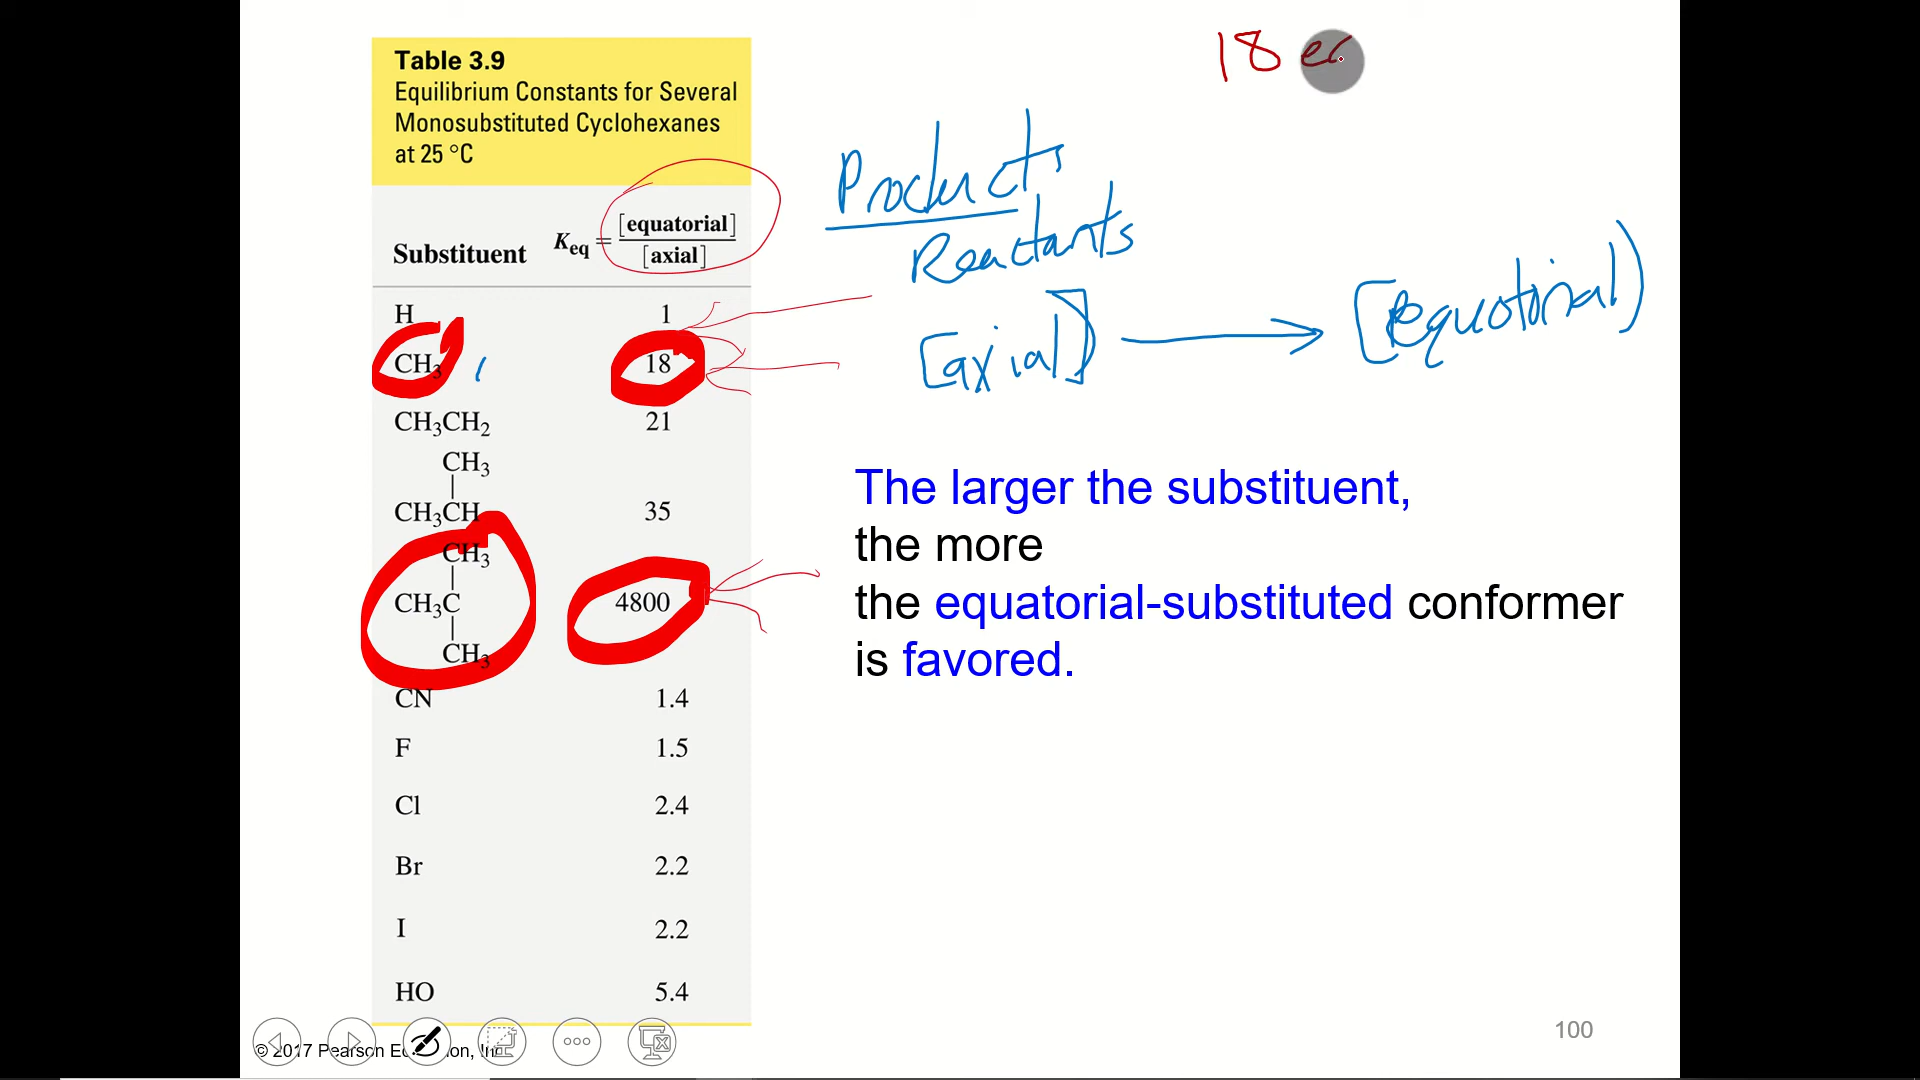 18
Table 3.9
Equilibrium Constants for Several
Monosubstituted Cyclohexanes
at 25 °C
Products
Reactants
Substituent Keq = [equatorial] / [axial]
[axial] → [equatorial]
H 1
CH3 18
CH3CH2 21
CH3
CH3CH 35
CH3
CH3C 4800
CH3
CN 1.4
F 1.5
Cl 2.4
Br 2.2
I 2.2
HO 5.4
The larger the substituent,
the more
the equatorial-substituted conformer
is favored.
100
© 2017 Pearson